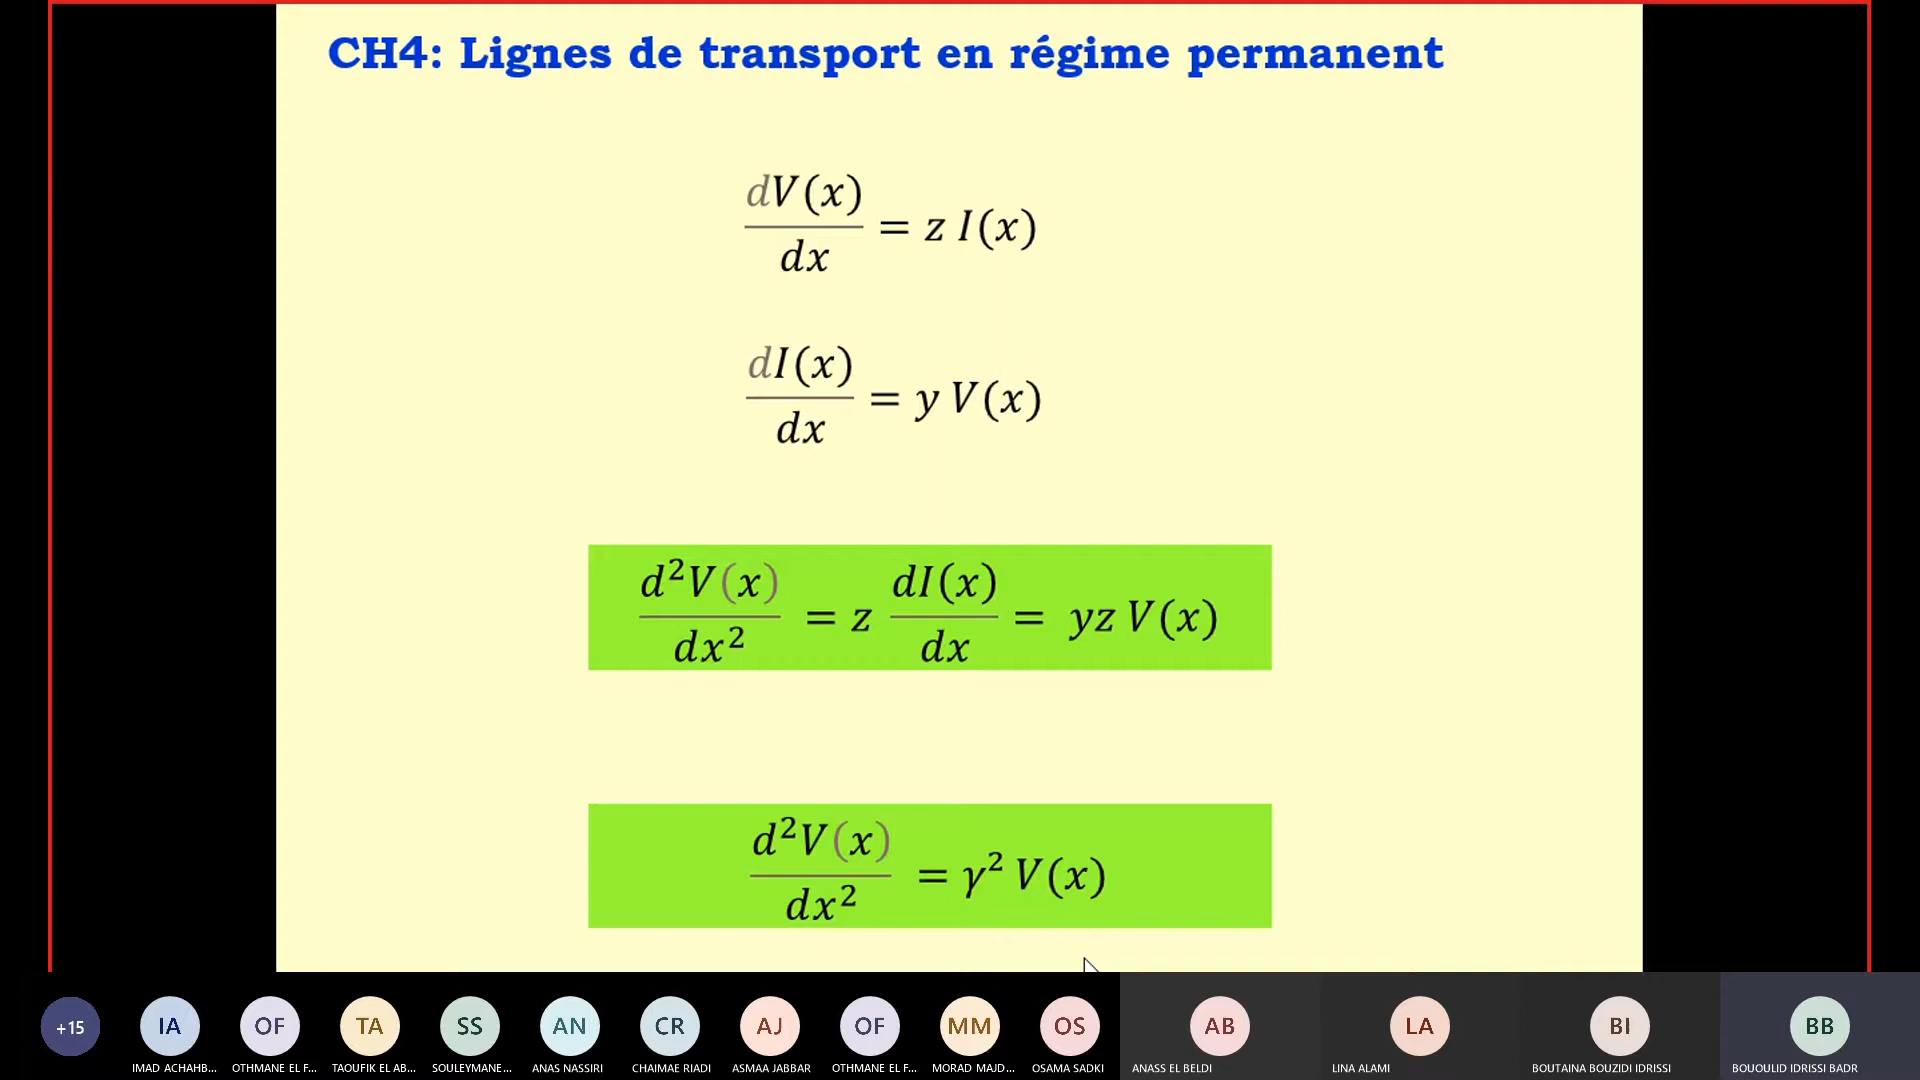 CH4: Lignes de transport en régime permanent
dV(x)/dx = z I(x)
dI(x)/dx = y V(x)
d²V(x)/dx² = z dI(x)/dx = yz V(x)
d²V(x)/dx² = γ² V(x)
+15
IA
OF
TA
SS
AN
CR
AJ
OF
MM
OS
AB
LA
BI
BB
IMAD ACHAHB...
OTHMANE EL F...
TAOUFIK EL AB...
SOULEYMANE...
ANAS NASSIRI
CHAIMAE RIADI
ASMAA JABBAR
OTHMANE EL F...
MORAD MAJD...
OSAMA SADKI
ANASS EL BELDI
LINA ALAMI
BOUTAINA BOUZIDI IDRISSI
BOUOULID IDRISSI BADR